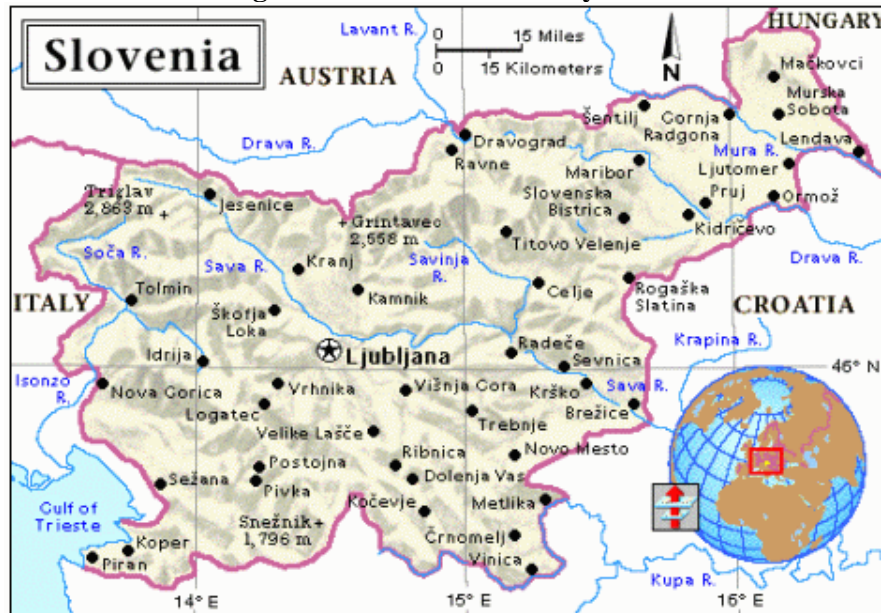 Slovenia
Lavant R.
0 15 Miles
0 15 Kilometers
N
HUNGARY
AUSTRIA
Mačkovci
Murska
Sobota
Šentilj
Gornja
Radgona
Lendava
Drava R.
Dravograd
Ravne
Mura R.
Maribor
Ljutomer
Triglav
2,863 m +
Jesenice
Slovenska
Bistrica
Pruj
Ormož
+ Grintavec
2,558 m
Kidričevo
Titovo Velenje
Soča R.
Sava R.
Kranj
Savinja
R.
Drava R.
Tolmin
Kamnik
Celje
Rogaška
Slatina
ITALY
CROATIA
Škofja
Loka
Krapina R.
Radeče
Idrija
Ljubljana
Sevnica
46° N
Isonzo
R.
Nova Gorica
Vrhnika
Višnja Gora
Krško
Sava R.
Logatec
Trebnje
Brežice
Velike Lašče
Novo Mesto
Postojna
Ribnica
Sežana
Pivka
Dolenja Vas
Gulf of
Trieste
Kočevje
Metlika
Snežnik +
1,796 m
Črnomelj
Koper
Piran
Vinica
Kupa R.
14° E
15° E
16° E